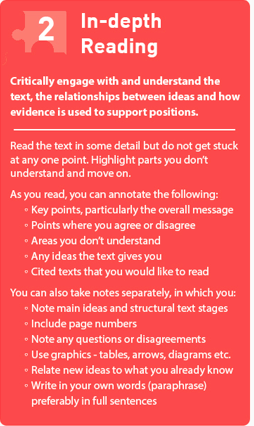 2
In-depth
Reading
Critically engage with and understand the
text, the relationships between ideas and how
evidence is used to support positions.
Read the text in some detail but do not get stuck
at any one point. Highlight parts you don't
understand and move on.
As you read, you can annotate the following:
◦ Key points, particularly the overall message
◦ Points where you agree or disagree
◦ Areas you don't understand
◦ Any ideas the text gives you
◦ Cited texts that you would like to read
You can also take notes separately, in which you:
◦ Note main ideas and structural text stages
◦ Include page numbers
◦ Note any questions or disagreements
◦ Use graphics - tables, arrows, diagrams etc.
◦ Relate new ideas to what you already know
◦ Write in your own words (paraphrase)
preferably in full sentences